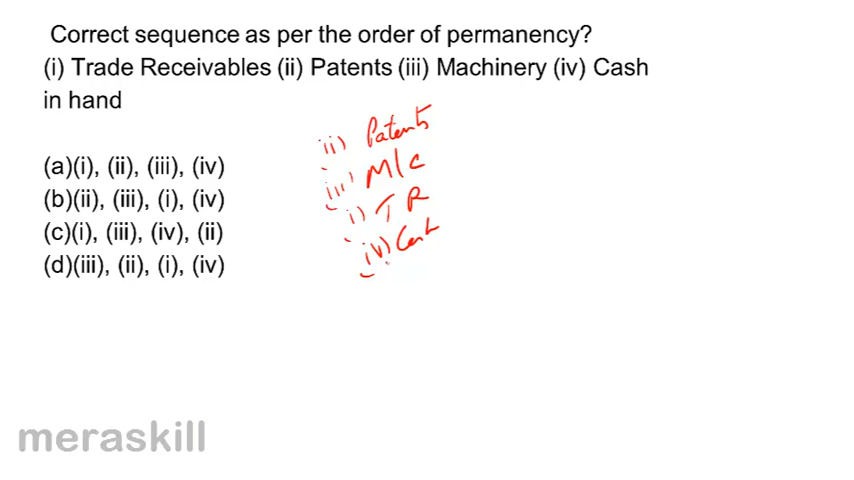 Correct sequence as per the order of permanency?
(i) Trade Receivables (ii) Patents (iii) Machinery (iv) Cash
in hand
(a)(i), (ii), (iii), (iv)
(b)(ii), (iii), (i), (iv)
(c)(i), (iii), (iv), (ii)
(d)(iii), (ii), (i), (iv)
ii) Patents
iii) M/C
i) TR
iv) Cash
meraskill